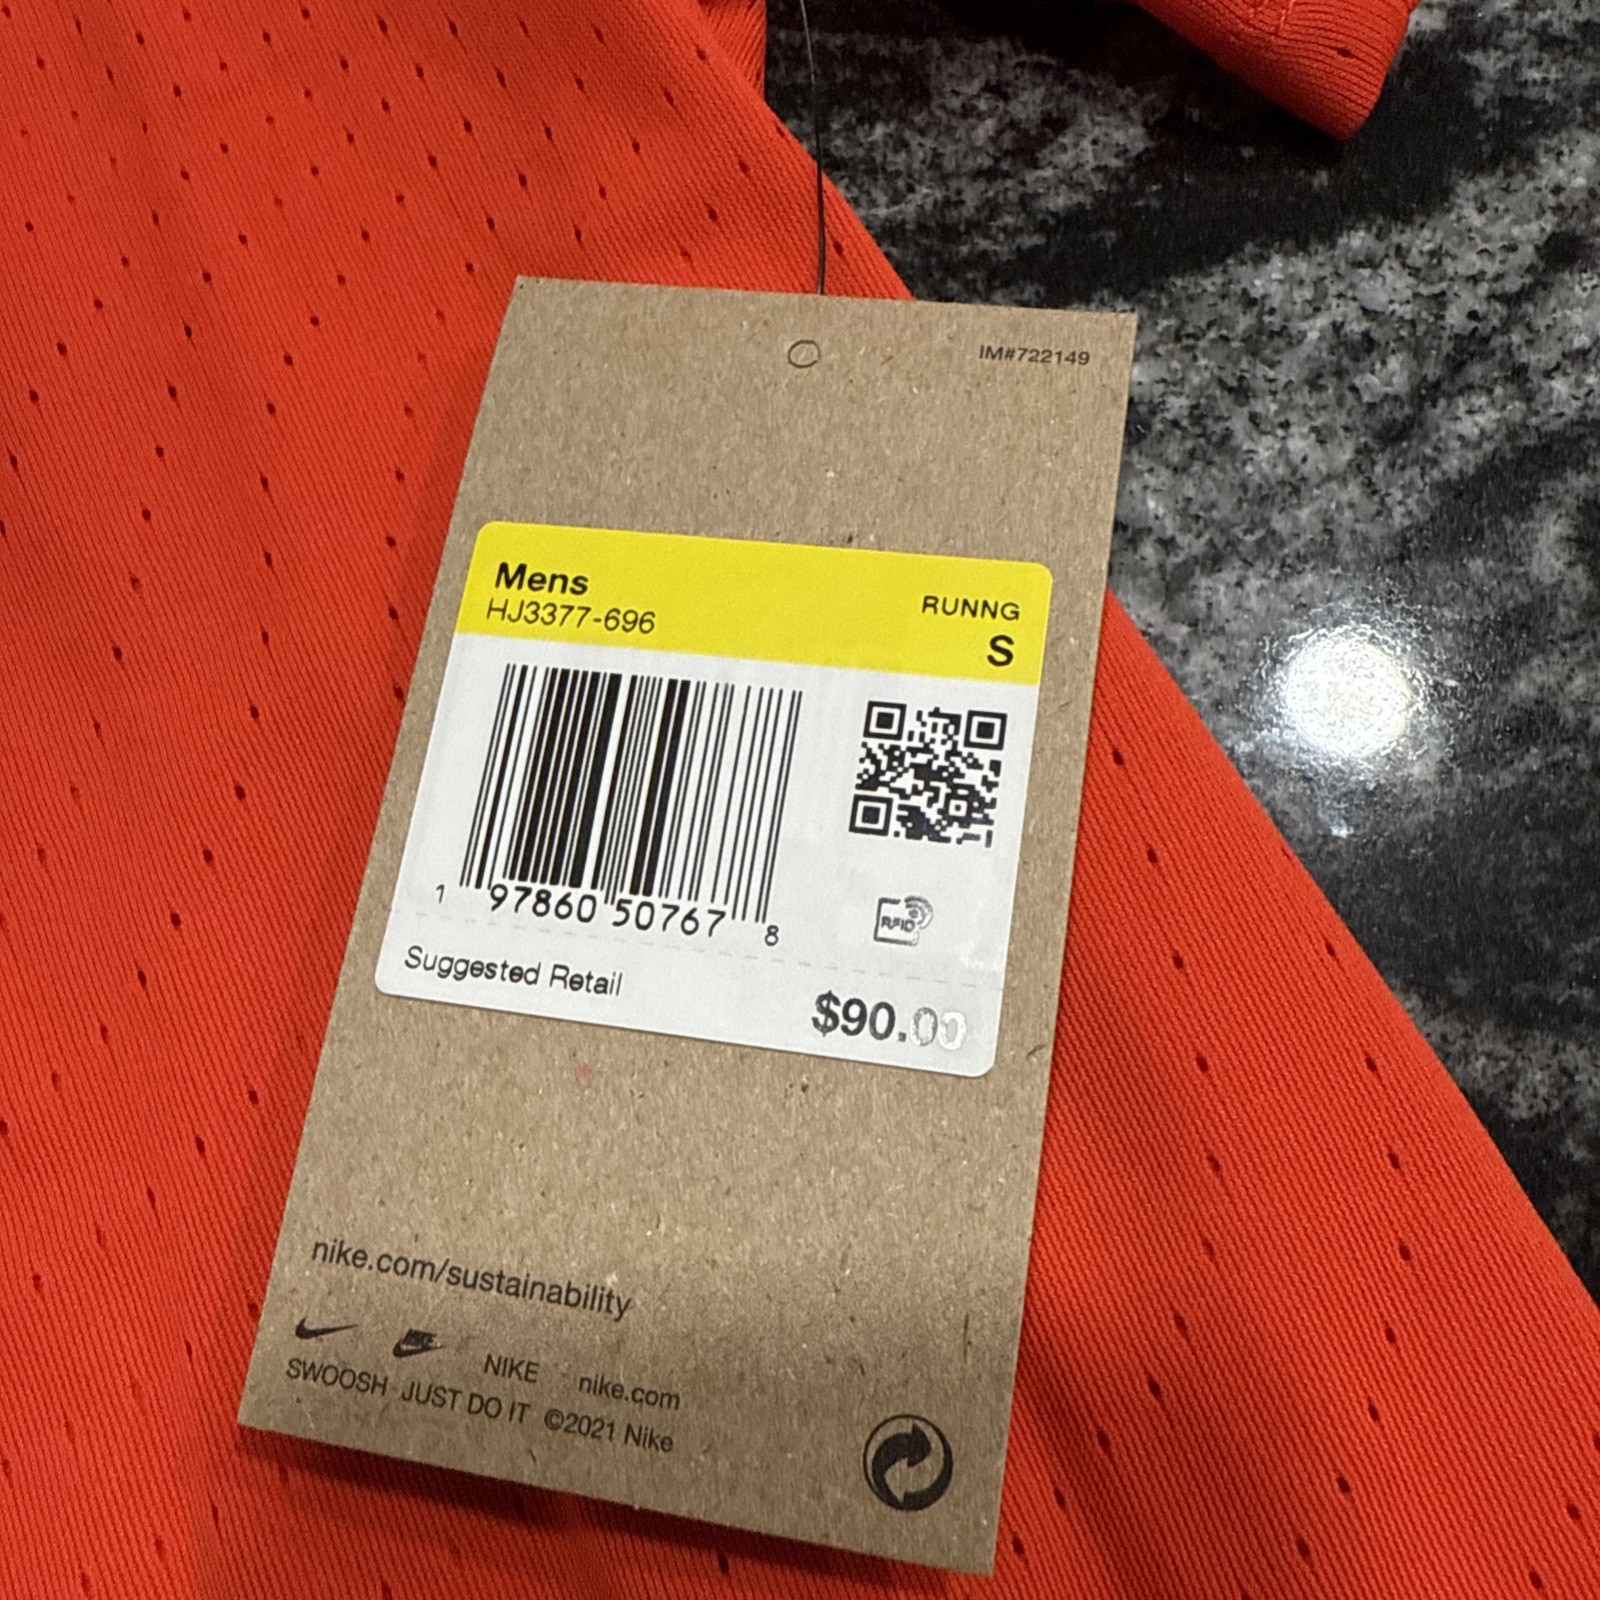 IM#722149
Mens
HJ3377-696
RUNNG
S
1 97860 50767 8
RFID
Suggested Retail
$90.00
nike.com/sustainability
NIKE nike.com
SWOOSH JUST DO IT ©2021 Nike